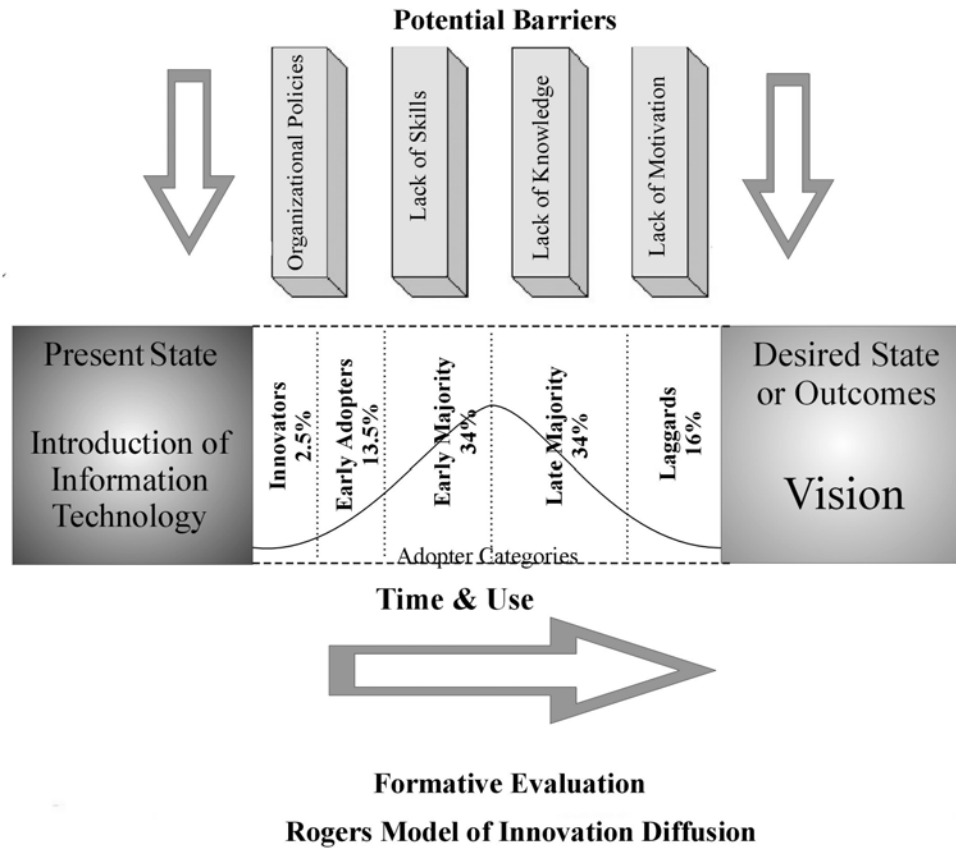 Potential Barriers
Organizational Policies
Lack of Skills
Lack of Knowledge
Lack of Motivation
Present State
Introduction of
Information
Technology
Innovators
2.5%
Early Adopters
13.5%
Early Majority
34%
Late Majority
34%
Laggards
16%
Adopter Categories
Desired State
or Outcomes
Vision
Time & Use
Formative Evaluation
Rogers Model of Innovation Diffusion